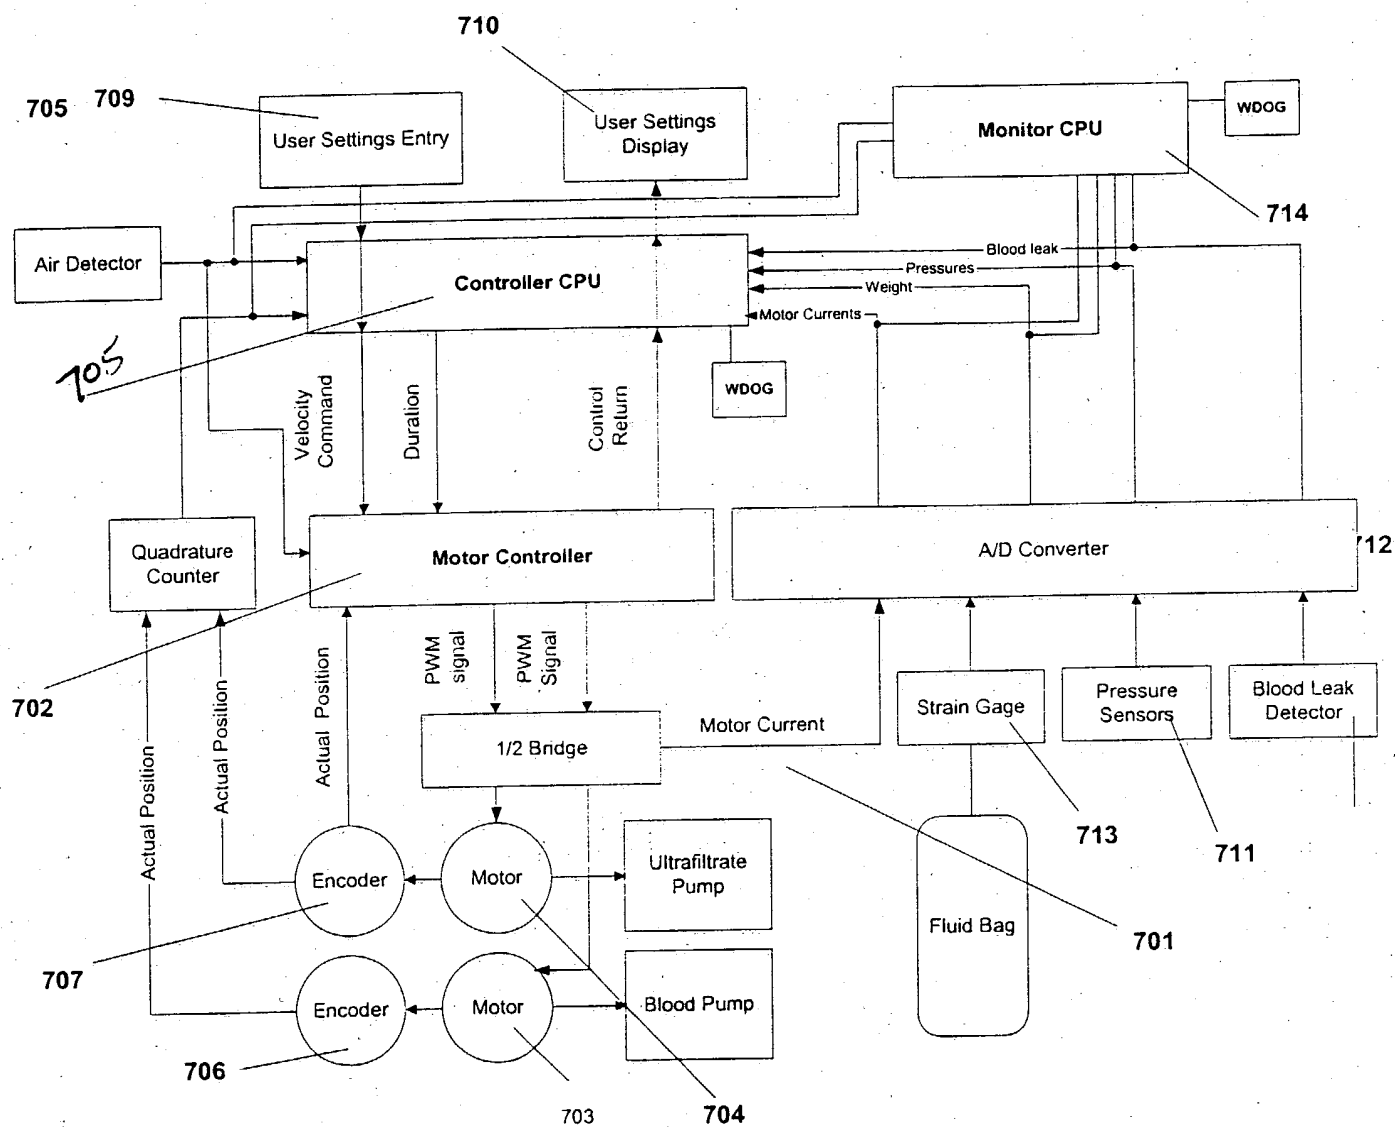 710
705 709
User Settings Entry
User Settings
Display
Monitor CPU
WDOG
714
Air Detector
Controller CPU
Blood leak
Pressures
Weight
Motor Currents
705
WDOG
Velocity
Command
Duration
Control
Return
Quadrature
Counter
Motor Controller
A/D Converter
712
702
Actual Position
Actual Position
Actual Position
PWM
signal
PWM
Signal
1/2 Bridge
Motor Current
Strain Gage
Pressure
Sensors
Blood Leak
Detector
713
711
Encoder
Motor
Ultrafiltrate
Pump
Fluid Bag
701
707
Encoder
Motor
Blood Pump
706
703
704